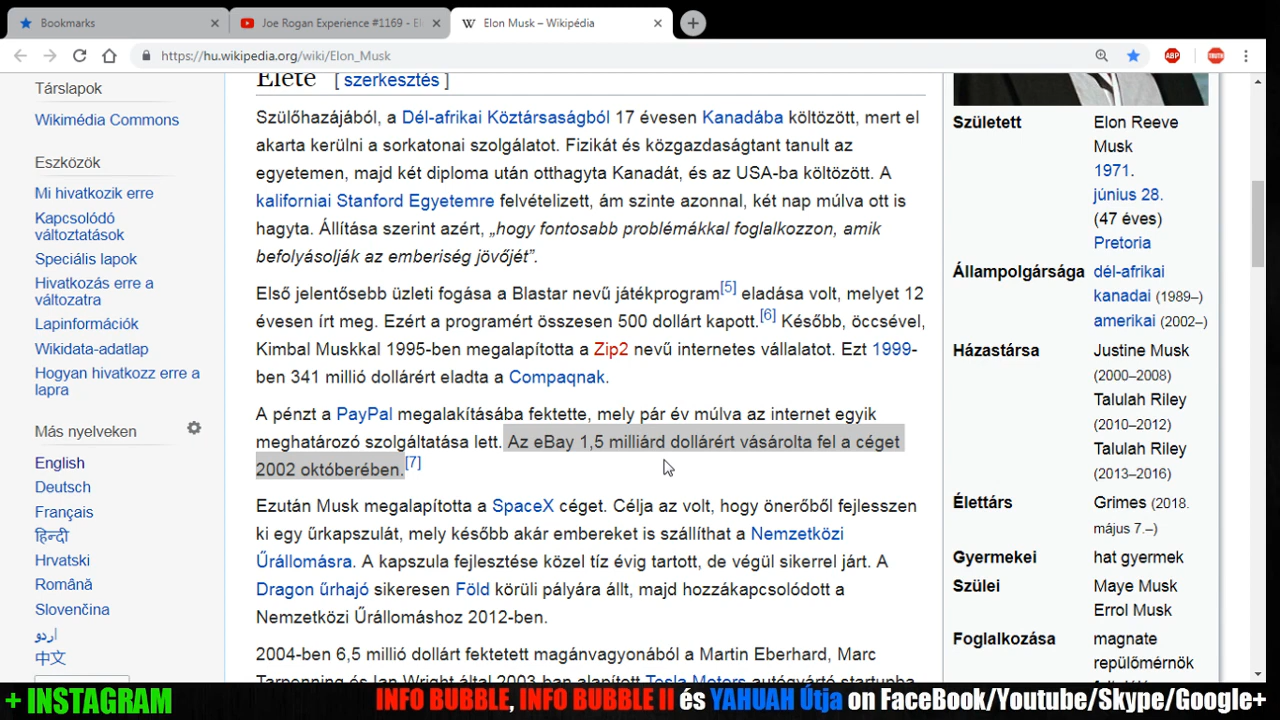 Bookmarks
Joe Rogan Experience #1169 - El
Elon Musk – Wikipédia
https://hu.wikipedia.org/wiki/Elon_Musk
ABP
TRUTH
Társlapok
Wikimédia Commons
Eszközök
Mi hivatkozik erre
Kapcsolódó
változtatások
Speciális lapok
Hivatkozás erre a
változatra
Lapinformációk
Wikidata-adatlap
Hogyan hivatkozz erre a
lapra
Más nyelveken
English
Deutsch
Français
हिन्दी
Hrvatski
Română
Slovenčina
اردو
中文
Élete [ szerkesztés ]
Szülőhazájából, a Dél-afrikai Köztársaságból 17 évesen Kanadába költözött, mert el
akarta kerülni a sorkatonai szolgálatot. Fizikát és közgazdaságtant tanult az
egyetemen, majd két diploma után otthagyta Kanadát, és az USA-ba költözött. A
kaliforniai Stanford Egyetemre felvételizett, ám szinte azonnal, két nap múlva ott is
hagyta. Állítása szerint azért, „hogy fontosabb problémákkal foglalkozzon, amik
befolyásolják az emberiség jövőjét”.
Első jelentősebb üzleti fogása a Blastar nevű játékprogram[5] eladása volt, melyet 12
évesen írt meg. Ezért a programért összesen 500 dollárt kapott.[6] Később, öccsével,
Kimbal Muskkal 1995-ben megalapította a Zip2 nevű internetes vállalatot. Ezt 1999-
ben 341 millió dollárért eladta a Compaqnak.
A pénzt a PayPal megalakításába fektette, mely pár év múlva az internet egyik
meghatározó szolgáltatása lett. Az eBay 1,5 milliárd dollárért vásárolta fel a céget
2002 októberében.[7]
Ezután Musk megalapította a SpaceX céget. Célja az volt, hogy önerőből fejlesszen
ki egy űrkapszulát, mely később akár embereket is szállíthat a Nemzetközi
Űrállomásra. A kapszula fejlesztése közel tíz évig tartott, de végül sikerrel járt. A
Dragon űrhajó sikeresen Föld körüli pályára állt, majd hozzákapcsolódott a
Nemzetközi Űrállomáshoz 2012-ben.
2004-ben 6,5 millió dollárt fektetett magánvagyonából a Martin Eberhard, Marc
Tarpenning és Ian Wright által 2003-ban alapított Tesla Motors autógyártó startupba
Született Elon Reeve
Musk
1971.
június 28.
(47 éves)
Pretoria
Állampolgársága dél-afrikai
kanadai (1989–)
amerikai (2002–)
Házastársa Justine Musk
(2000–2008)
Talulah Riley
(2010–2012)
Talulah Riley
(2013–2016)
Élettárs Grimes (2018.
május 7.–)
Gyermekei hat gyermek
Szülei Maye Musk
Errol Musk
Foglalkozása magnate
repülőmérnök
+ INSTAGRAM INFO BUBBLE, INFO BUBBLE II és YAHUAH Útja on FaceBook/Youtube/Skype/Google+